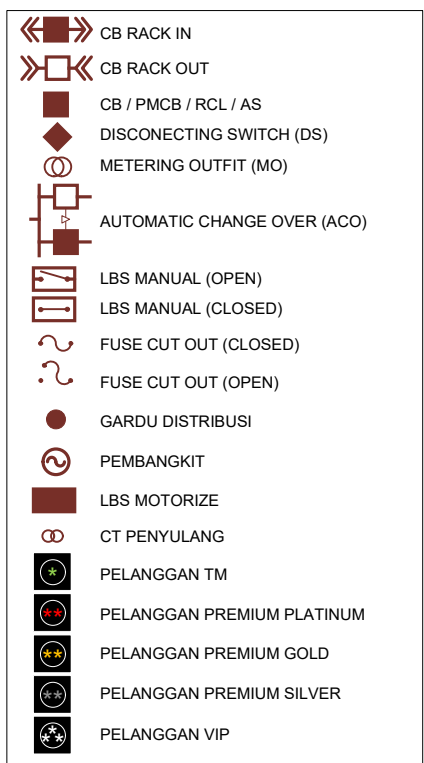 CB RACK IN
CB RACK OUT
CB / PMCB / RCL / AS
DISCONECTING SWITCH (DS)
METERING OUTFIT (MO)
AUTOMATIC CHANGE OVER (ACO)
LBS MANUAL (OPEN)
LBS MANUAL (CLOSED)
FUSE CUT OUT (CLOSED)
FUSE CUT OUT (OPEN)
GARDU DISTRIBUSI
PEMBANGKIT
LBS MOTORIZE
CT PENYULANG
PELANGGAN TM
PELANGGAN PREMIUM PLATINUM
PELANGGAN PREMIUM GOLD
PELANGGAN PREMIUM SILVER
PELANGGAN VIP